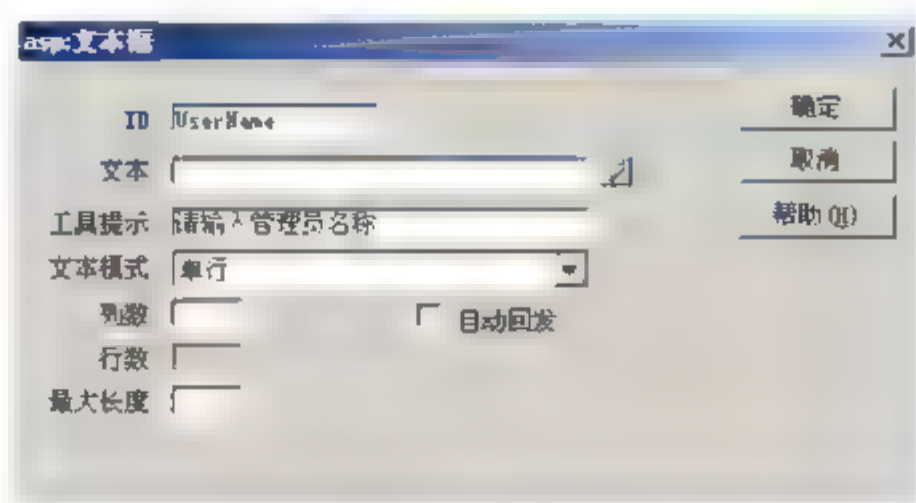 asp:文本框
ID UserName
确定
文本
取消
工具提示 请输入管理员名称
帮助(H)
文本模式 单行
列数
自动回发
行数
最大长度